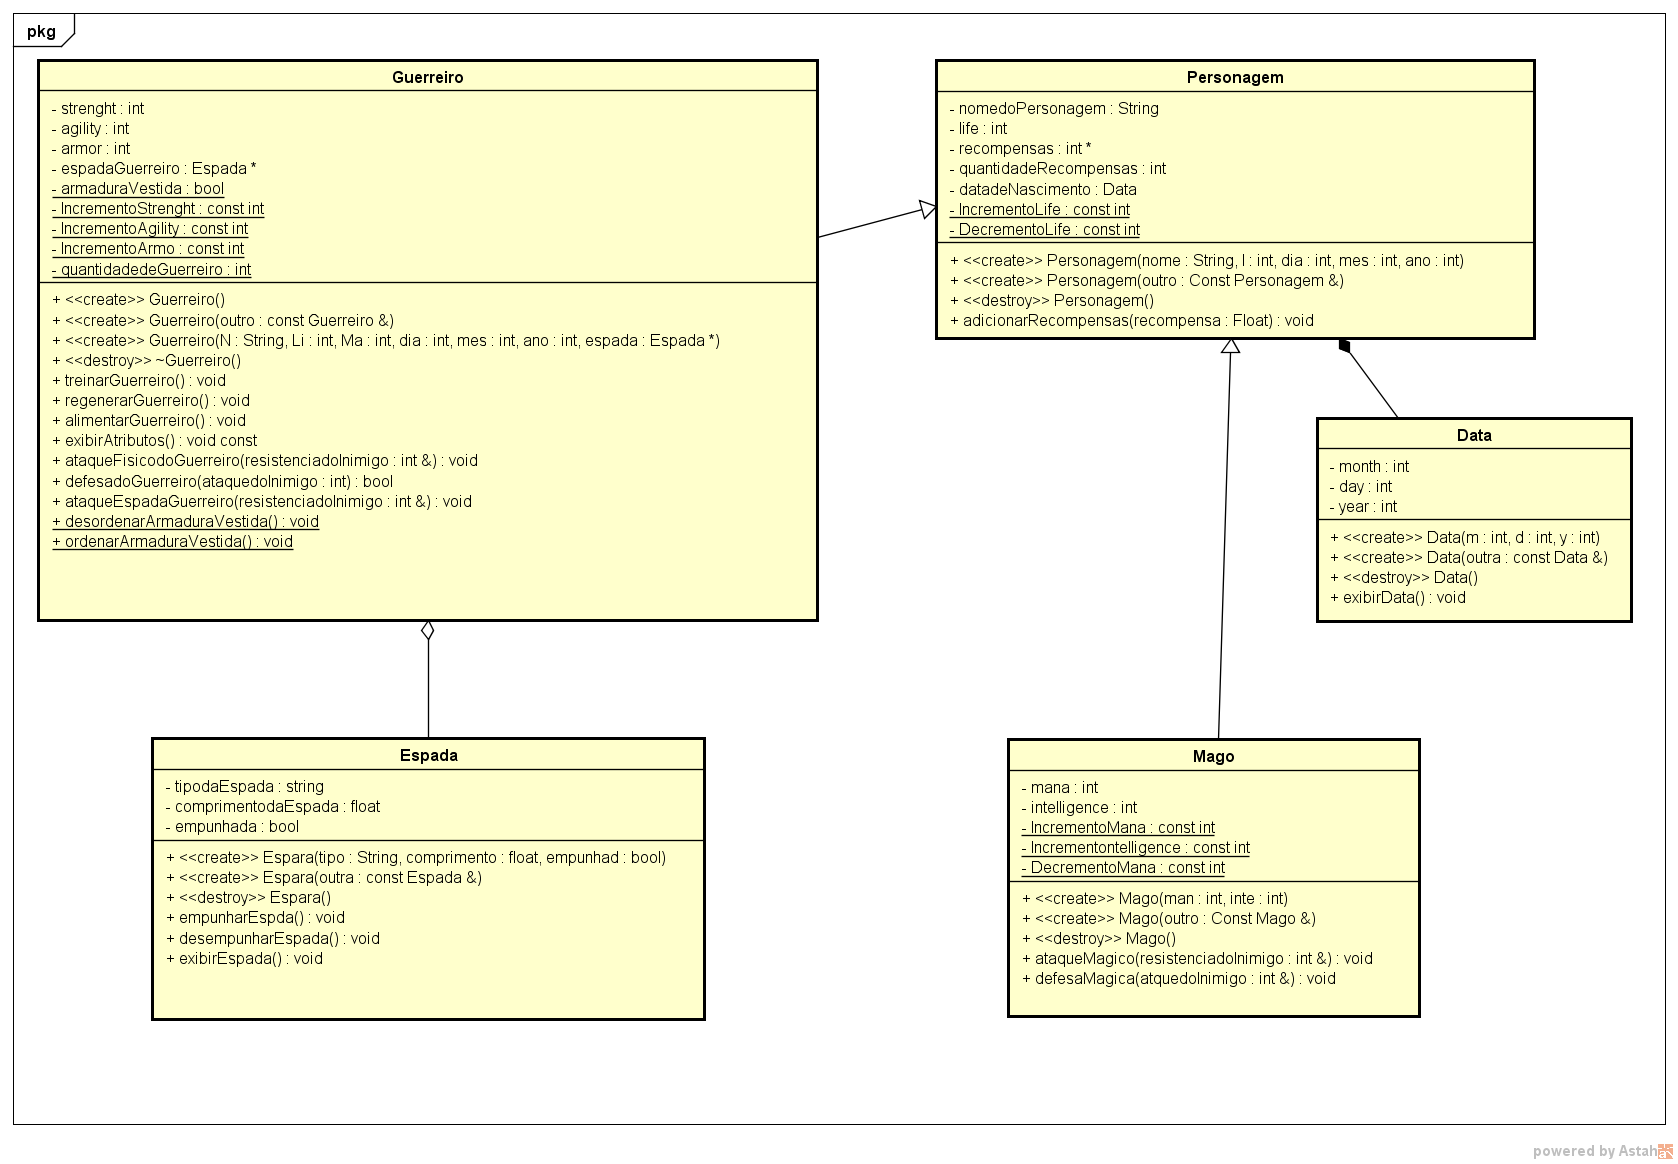 pkg
Guerreiro
- strenght : int
- agility : int
- armor : int
- espadaGuerreiro : Espada *
- armaduraVestida : bool
- IncrementoStrenght : const int
- IncrementoAgility : const int
- IncrementoArmo : const int
- quantidadedeGuerreiro : int
+ <<create>> Guerreiro()
+ <<create>> Guerreiro(outro : const Guerreiro &)
+ <<create>> Guerreiro(N : String, Li : int, Ma : int, dia : int, mes : int, ano : int, espada : Espada *)
+ <<destroy>> ~Guerreiro()
+ treinarGuerreiro() : void
+ regenerarGuerreiro() : void
+ alimentarGuerreiro() : void
+ exibirAtributos() : void const
+ ataqueFisicodoGuerreiro(resistenciadoInimigo : int &) : void
+ defesadoGuerreiro(ataquedoInimigo : int) : bool
+ ataqueEspadaGuerreiro(resistenciadoInimigo : int &) : void
+ desordenarArmaduraVestida() : void
+ ordenarArmaduraVestida() : void
Personagem
- nomedoPersonagem : String
- life : int
- recompensas : int *
- quantidadeRecompensas : int
- datadeNascimento : Data
- IncrementoLife : const int
- DecrementoLife : const int
+ <<create>> Personagem(nome : String, l : int, dia : int, mes : int, ano : int)
+ <<create>> Personagem(outro : Const Personagem &)
+ <<destroy>> Personagem()
+ adicionarRecompensas(recompensa : Float) : void
Data
- month : int
- day : int
- year : int
+ <<create>> Data(m : int, d : int, y : int)
+ <<create>> Data(outra : const Data &)
+ <<destroy>> Data()
+ exibirData() : void
Espada
- tipodaEspada : string
- comprimentodaEspada : float
- empunhada : bool
+ <<create>> Espara(tipo : String, comprimento : float, empunhad : bool)
+ <<create>> Espara(outra : const Espada &)
+ <<destroy>> Espara()
+ empunharEspda() : void
+ desempunharEspada() : void
+ exibirEspada() : void
Mago
- mana : int
- intelligence : int
- IncrementoMana : const int
- Incrementontelligence : const int
- DecrementoMana : const int
+ <<create>> Mago(man : int, inte : int)
+ <<create>> Mago(outro : Const Mago &)
+ <<destroy>> Mago()
+ ataqueMagico(resistenciadoInimigo : int &) : void
+ defesaMagica(atquedoInimigo : int &) : void
powered by Astah